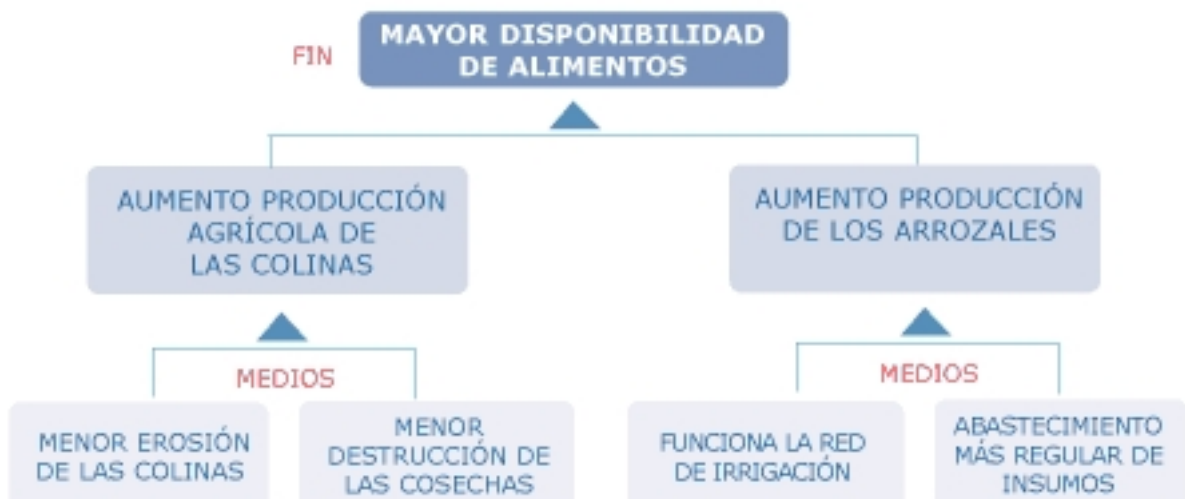 FIN
MAYOR DISPONIBILIDAD
DE ALIMENTOS
AUMENTO PRODUCCIÓN
AGRÍCOLA DE
LAS COLINAS
AUMENTO PRODUCCIÓN
DE LOS ARROZALES
MEDIOS
MENOR EROSIÓN
DE LAS COLINAS
MENOR
DESTRUCCIÓN DE
LAS COSECHAS
MEDIOS
FUNCIONA LA RED
DE IRRIGACIÓN
ABASTECIMIENTO
MÁS REGULAR DE
INSUMOS